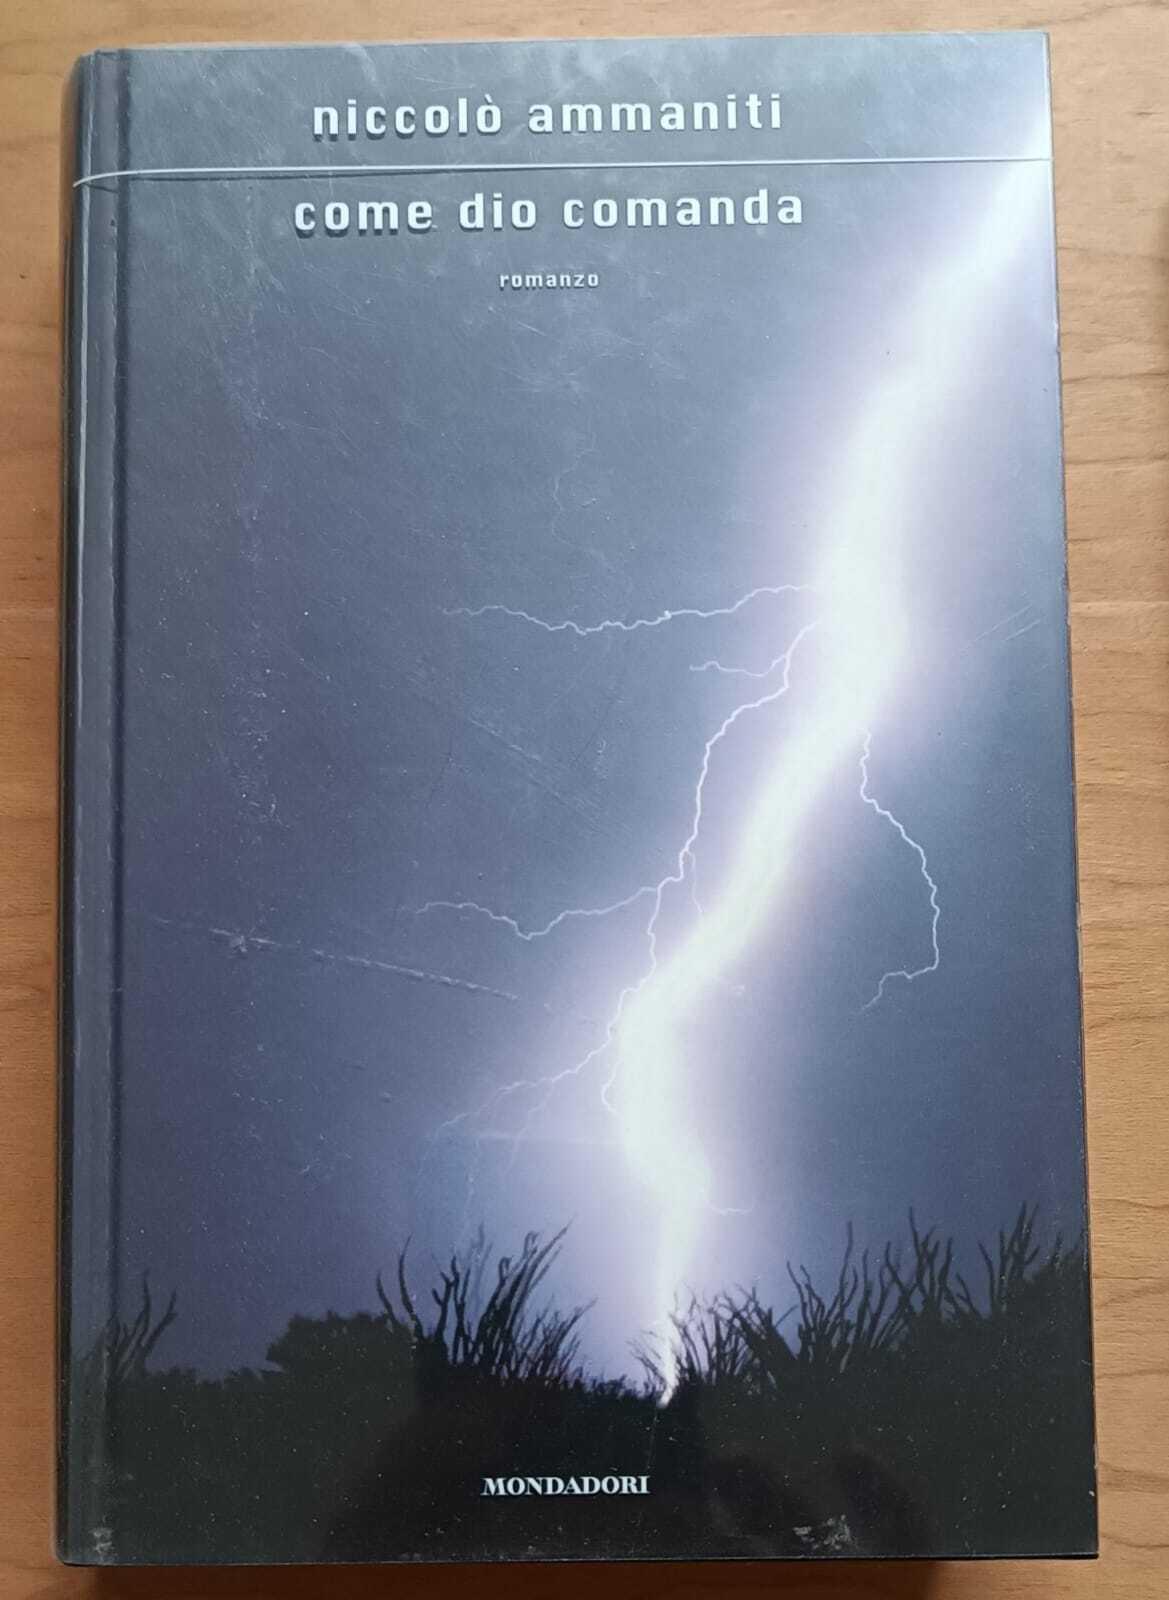 niccolò ammaniti
come dio comanda
romanzo
MONDADORI